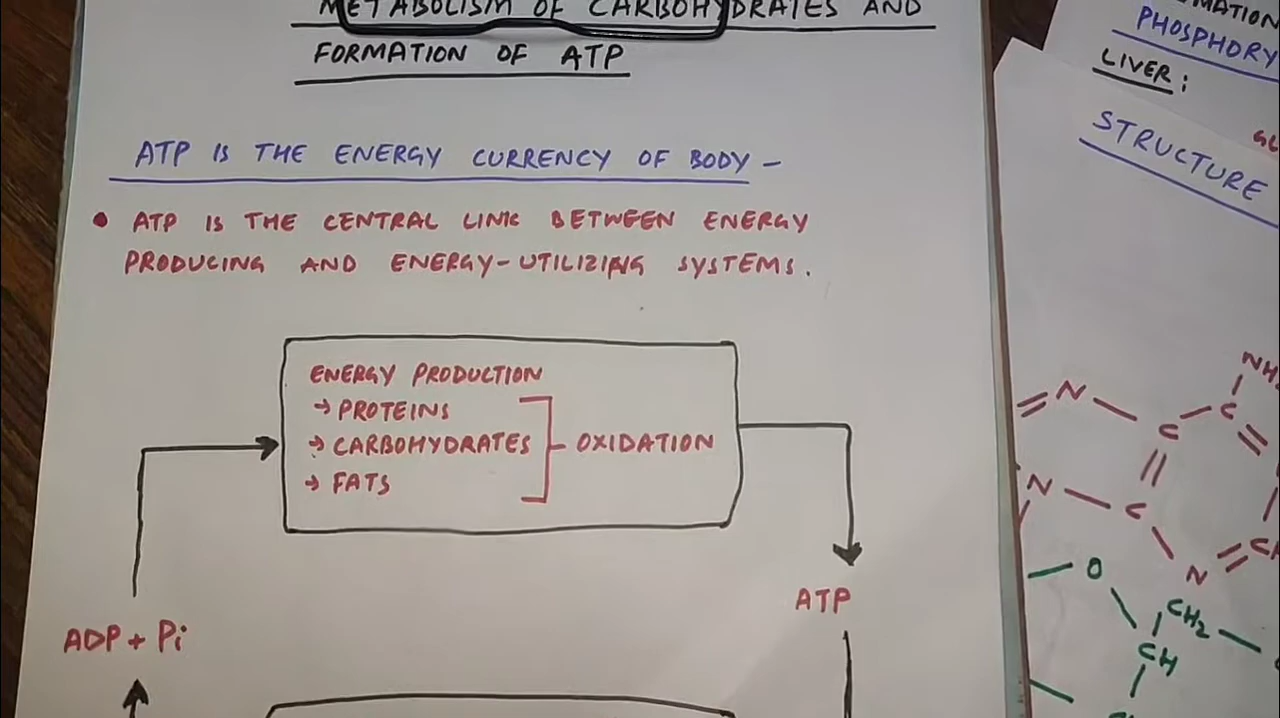 METABOLISM OF CARBOHYDRATES AND
FORMATION OF ATP
ATP IS THE ENERGY CURRENCY OF BODY -
• ATP IS THE CENTRAL LINK BETWEEN ENERGY
PRODUCING AND ENERGY-UTILIZING SYSTEMS.
ENERGY PRODUCTION
→ PROTEINS
→ CARBOHYDRATES
→ FATS
OXIDATION
ATP
ADP + Pi
PHOSPHORY
LIVER:
STRUCTURE
NH
N
C
C
N
C
N
O
CH2
CH